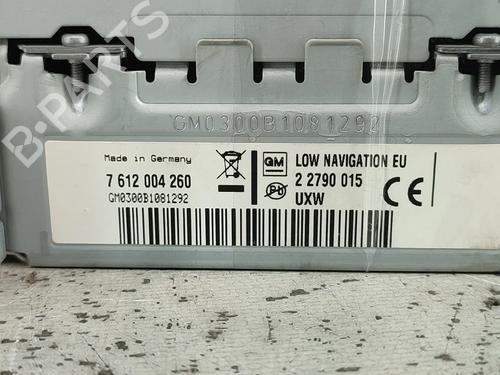 B-PARTS
GM0300B1081292
Made in Germany
7 612 004 260
GM0300B1081292
GM
LOW NAVIGATION EU
2 2790 015
Pb
UXW
CE